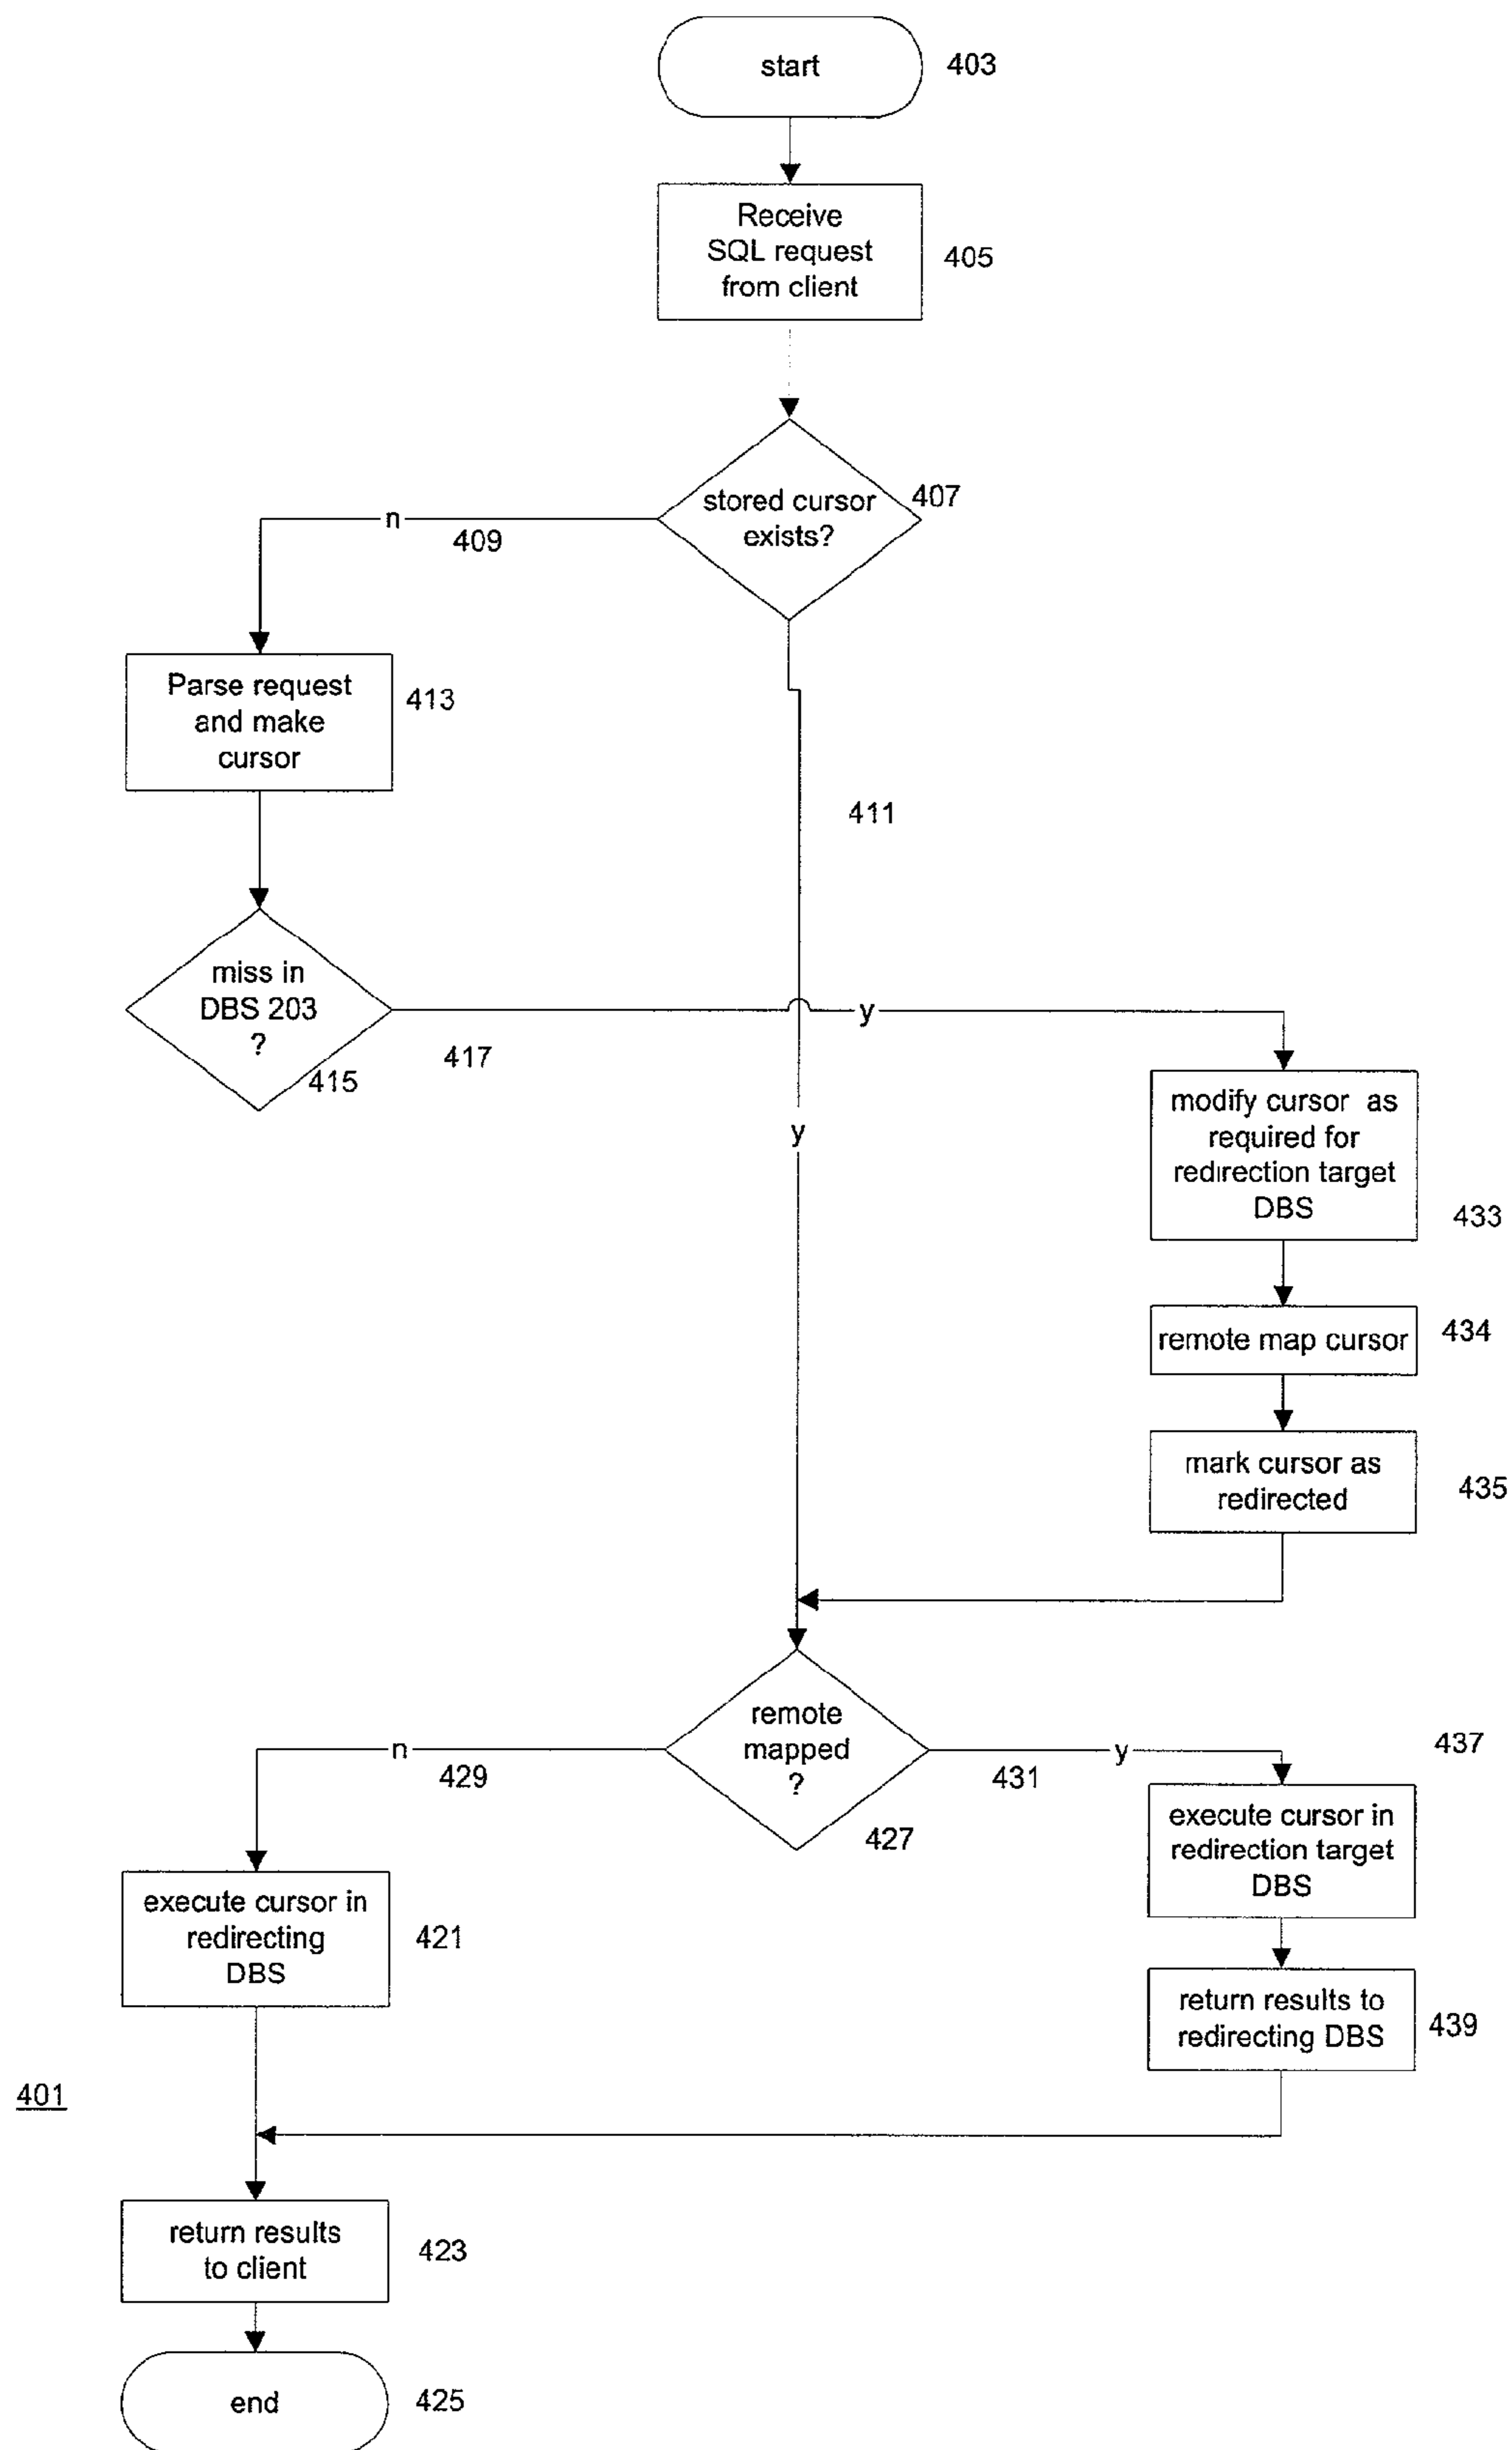 start
403
Receive
SQL request
from client
405
stored cursor
exists?
407
n
409
Parse request
and make
cursor
413
411
miss in
DBS 203
?
415
417
y
y
modify cursor as
required for
redirection target
DBS
433
remote map cursor
434
mark cursor as
redirected
435
remote
mapped
?
427
n
429
431
y
437
execute cursor in
redirection target
DBS
execute cursor in
redirecting
DBS
421
return results to
redirecting DBS
439
401
return results
to client
423
end
425